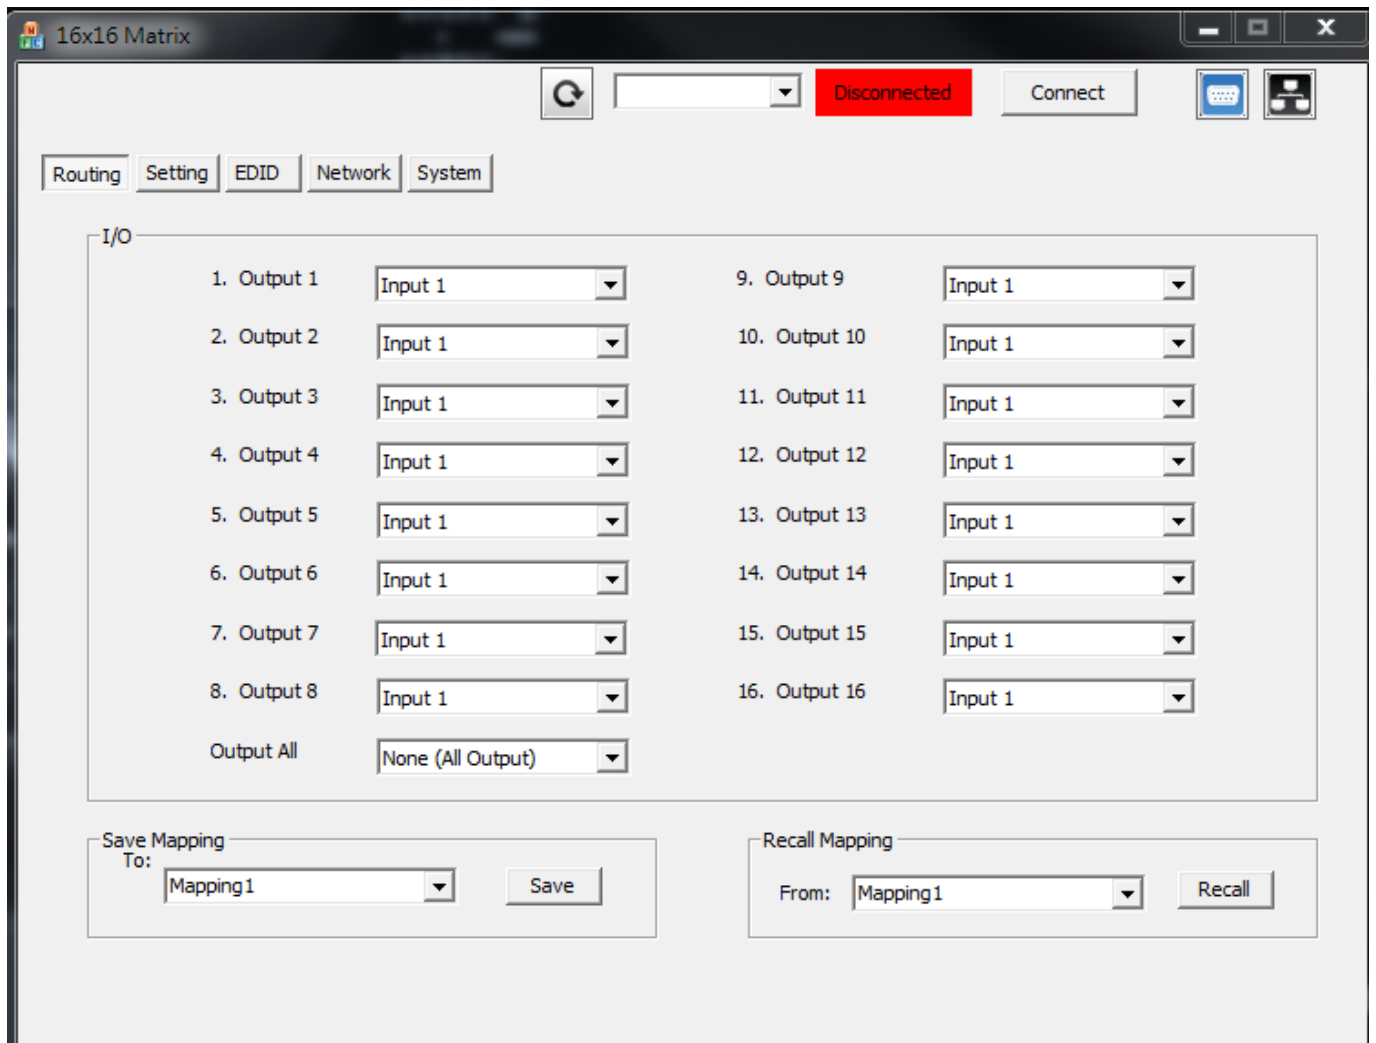 16x16 Matrix
Disconnected Connect
Routing Setting EDID Network System
I/O
1. Output 1 Input 1 9. Output 9 Input 1
2. Output 2 Input 1 10. Output 10 Input 1
3. Output 3 Input 1 11. Output 11 Input 1
4. Output 4 Input 1 12. Output 12 Input 1
5. Output 5 Input 1 13. Output 13 Input 1
6. Output 6 Input 1 14. Output 14 Input 1
7. Output 7 Input 1 15. Output 15 Input 1
8. Output 8 Input 1 16. Output 16 Input 1
Output All None (All Output)
Save Mapping
To:
Mapping1 Save
Recall Mapping
From: Mapping1 Recall